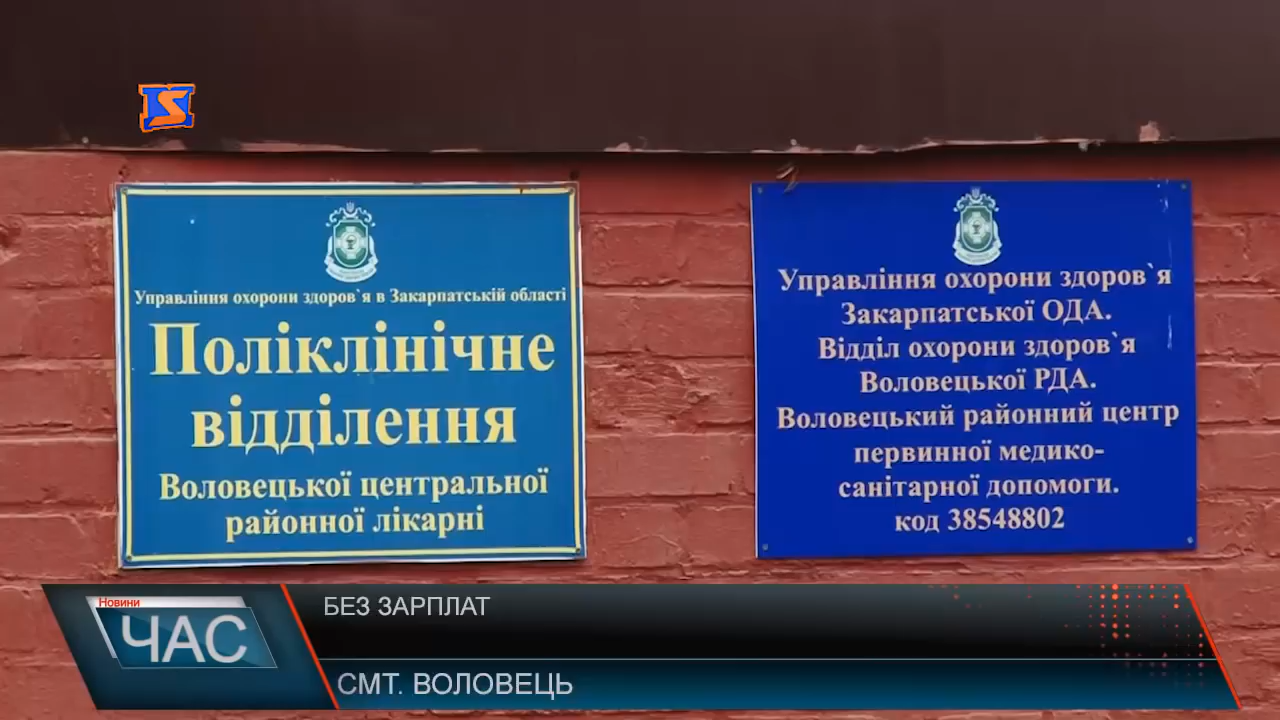 Управління охорони здоров`я в Закарпатській області
Поліклінічне
відділення
Воловецької центральної
районної лікарні
Управління охорони здоров`я
Закарпатської ОДА.
Відділ охорони здоров`я
Воловецької РДА.
Воловецький районний центр
первинної медико-
санітарної допомоги.
код 38548802
Новини
ЧАС
БЕЗ ЗАРПЛАТ
СМТ. ВОЛОВЕЦЬ